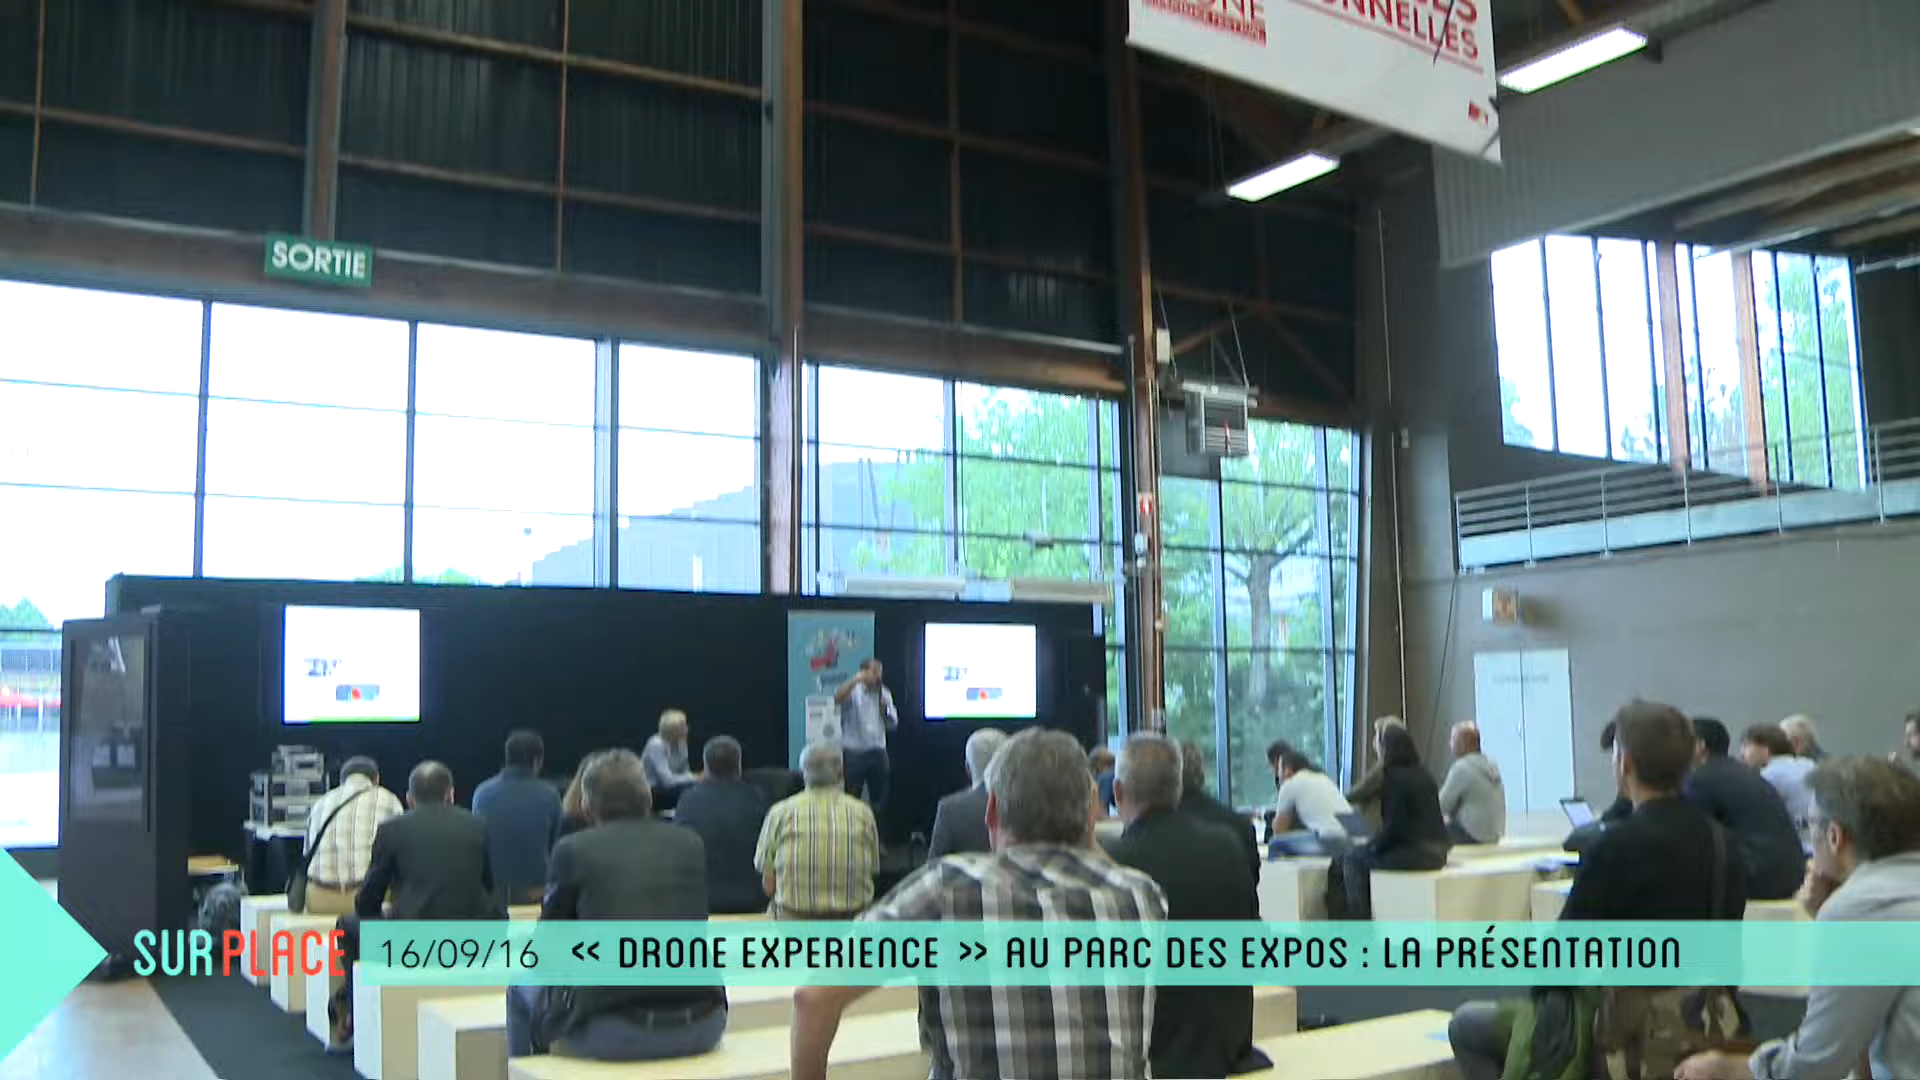 SORTIE
SUR PLACE 16/09/16 << DRONE EXPERIENCE >> AU PARC DES EXPOS : LA PRÉSENTATION